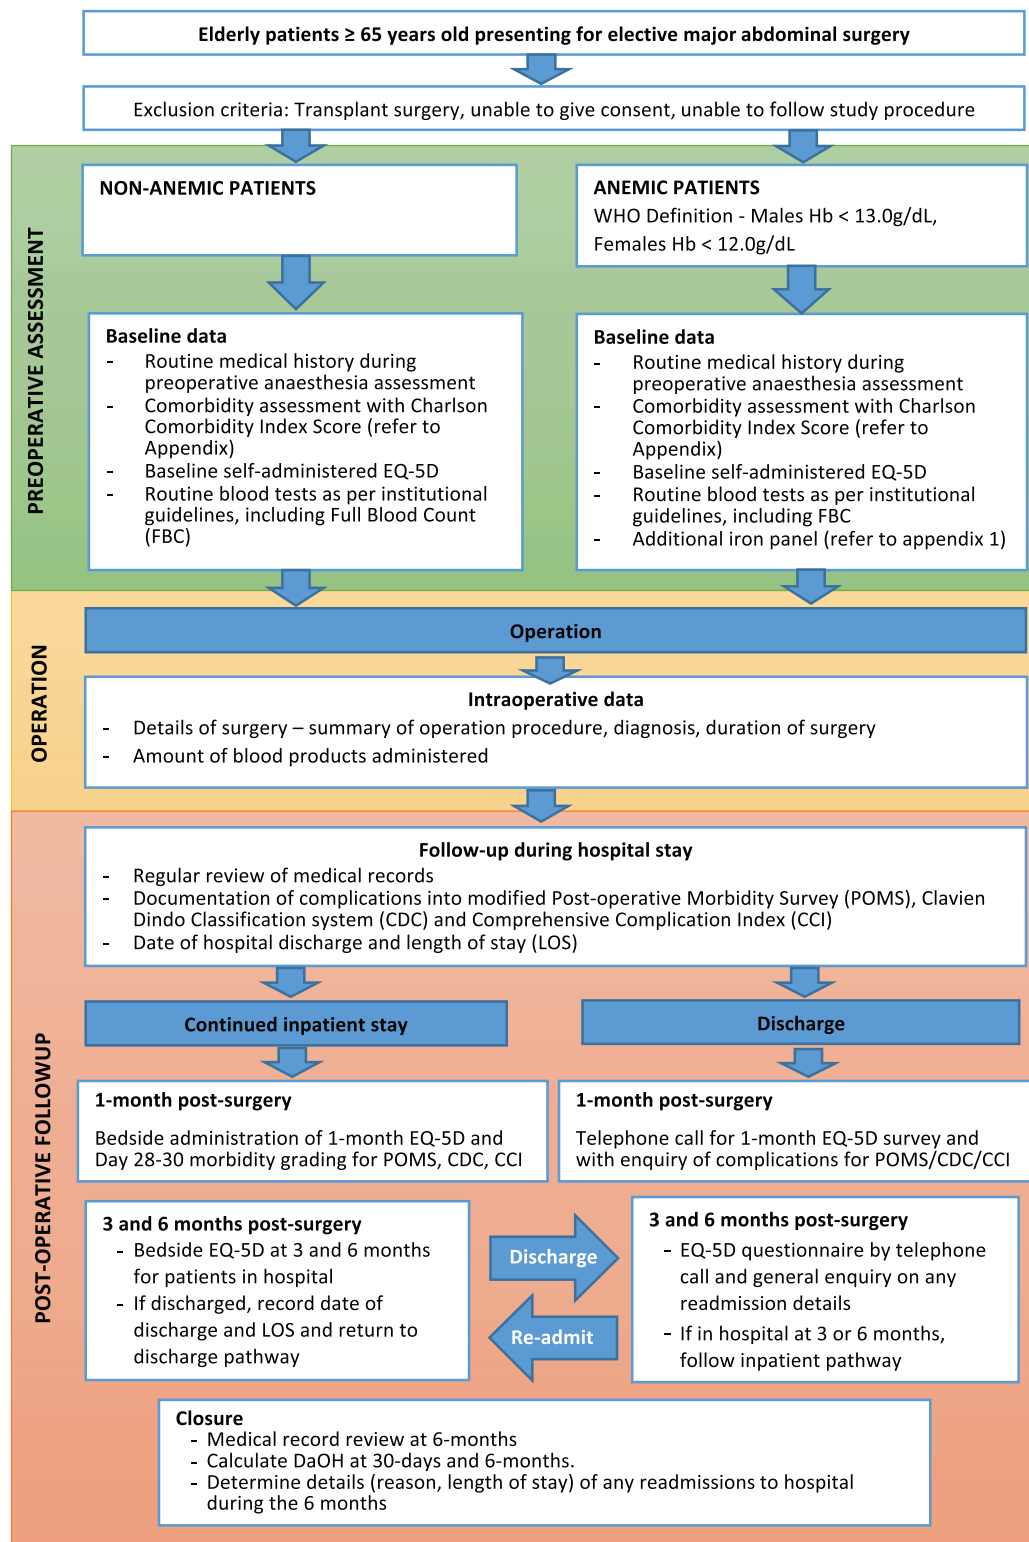 Elderly patients ≥ 65 years old presenting for elective major abdominal surgery
Exclusion criteria: Transplant surgery, unable to give consent, unable to follow study procedure
PREOPERATIVE ASSESSMENT
NON-ANEMIC PATIENTS
ANEMIC PATIENTS
WHO Definition - Males Hb < 13.0g/dL,
Females Hb < 12.0g/dL
Baseline data
- Routine medical history during
preoperative anaesthesia assessment
- Comorbidity assessment with Charlson
Comorbidity Index Score (refer to
Appendix)
- Baseline self-administered EQ-5D
- Routine blood tests as per institutional
guidelines, including Full Blood Count
(FBC)
Baseline data
- Routine medical history during
preoperative anaesthesia assessment
- Comorbidity assessment with Charlson
Comorbidity Index Score (refer to
Appendix)
- Baseline self-administered EQ-5D
- Routine blood tests as per institutional
guidelines, including FBC
- Additional iron panel (refer to appendix 1)
OPERATION
Operation
Intraoperative data
- Details of surgery – summary of operation procedure, diagnosis, duration of surgery
- Amount of blood products administered
POST-OPERATIVE FOLLOWUP
Follow-up during hospital stay
- Regular review of medical records
- Documentation of complications into modified Post-operative Morbidity Survey (POMS), Clavien
Dindo Classification system (CDC) and Comprehensive Complication Index (CCI)
- Date of hospital discharge and length of stay (LOS)
Continued inpatient stay
Discharge
1-month post-surgery
Bedside administration of 1-month EQ-5D and
Day 28-30 morbidity grading for POMS, CDC, CCI
1-month post-surgery
Telephone call for 1-month EQ-5D survey and
with enquiry of complications for POMS/CDC/CCI
3 and 6 months post-surgery
- Bedside EQ-5D at 3 and 6 months
for patients in hospital
- If discharged, record date of
discharge and LOS and return to
discharge pathway
Discharge
Re-admit
3 and 6 months post-surgery
- EQ-5D questionnaire by telephone
call and general enquiry on any
readmission details
- If in hospital at 3 or 6 months,
follow inpatient pathway
Closure
- Medical record review at 6-months
- Calculate DaOH at 30-days and 6-months.
- Determine details (reason, length of stay) of any readmissions to hospital
during the 6 months